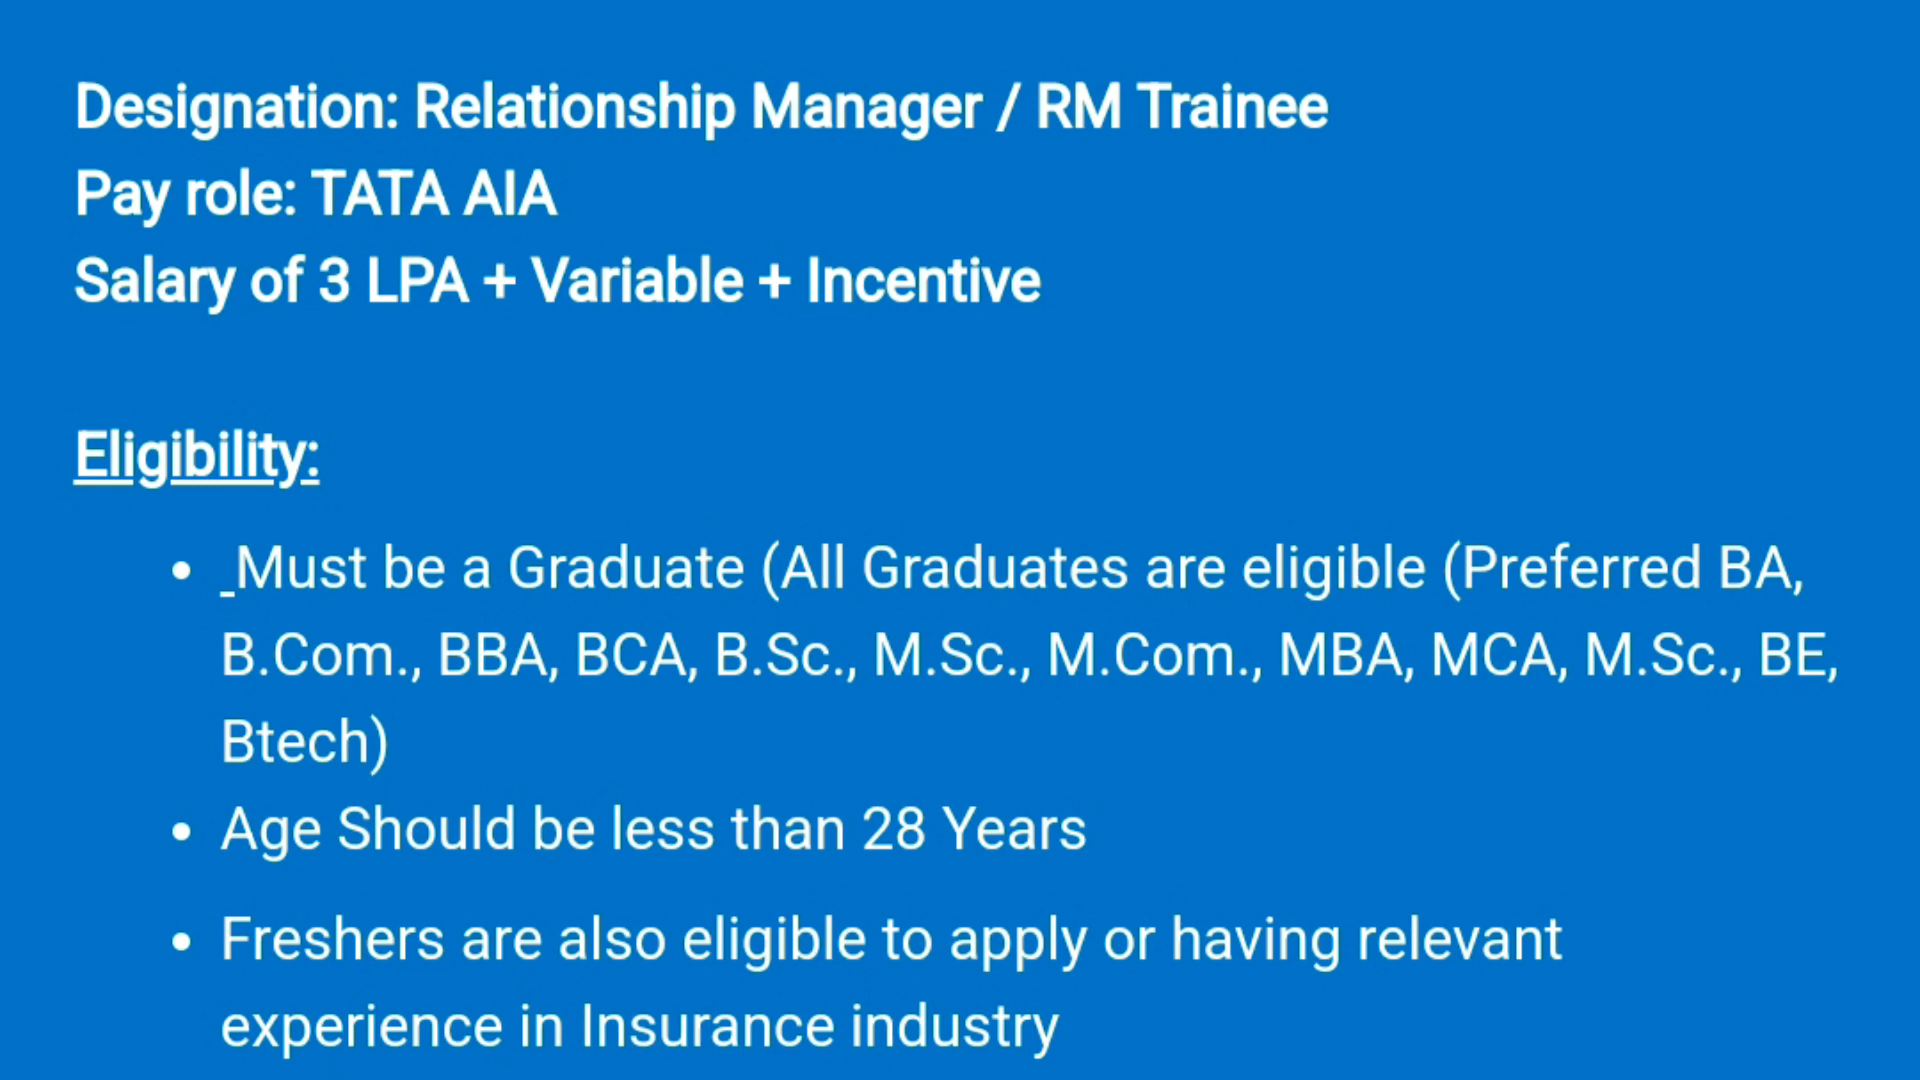 Designation: Relationship Manager / RM Trainee
Pay role: TATA AIA
Salary of 3 LPA + Variable + Incentive
Eligibility:
• _Must be a Graduate (All Graduates are eligible (Preferred BA,
B.Com., BBA, BCA, B.Sc., M.Sc., M.Com., MBA, MCA, M.Sc., BE,
Btech)
• Age Should be less than 28 Years
• Freshers are also eligible to apply or having relevant
experience in Insurance industry